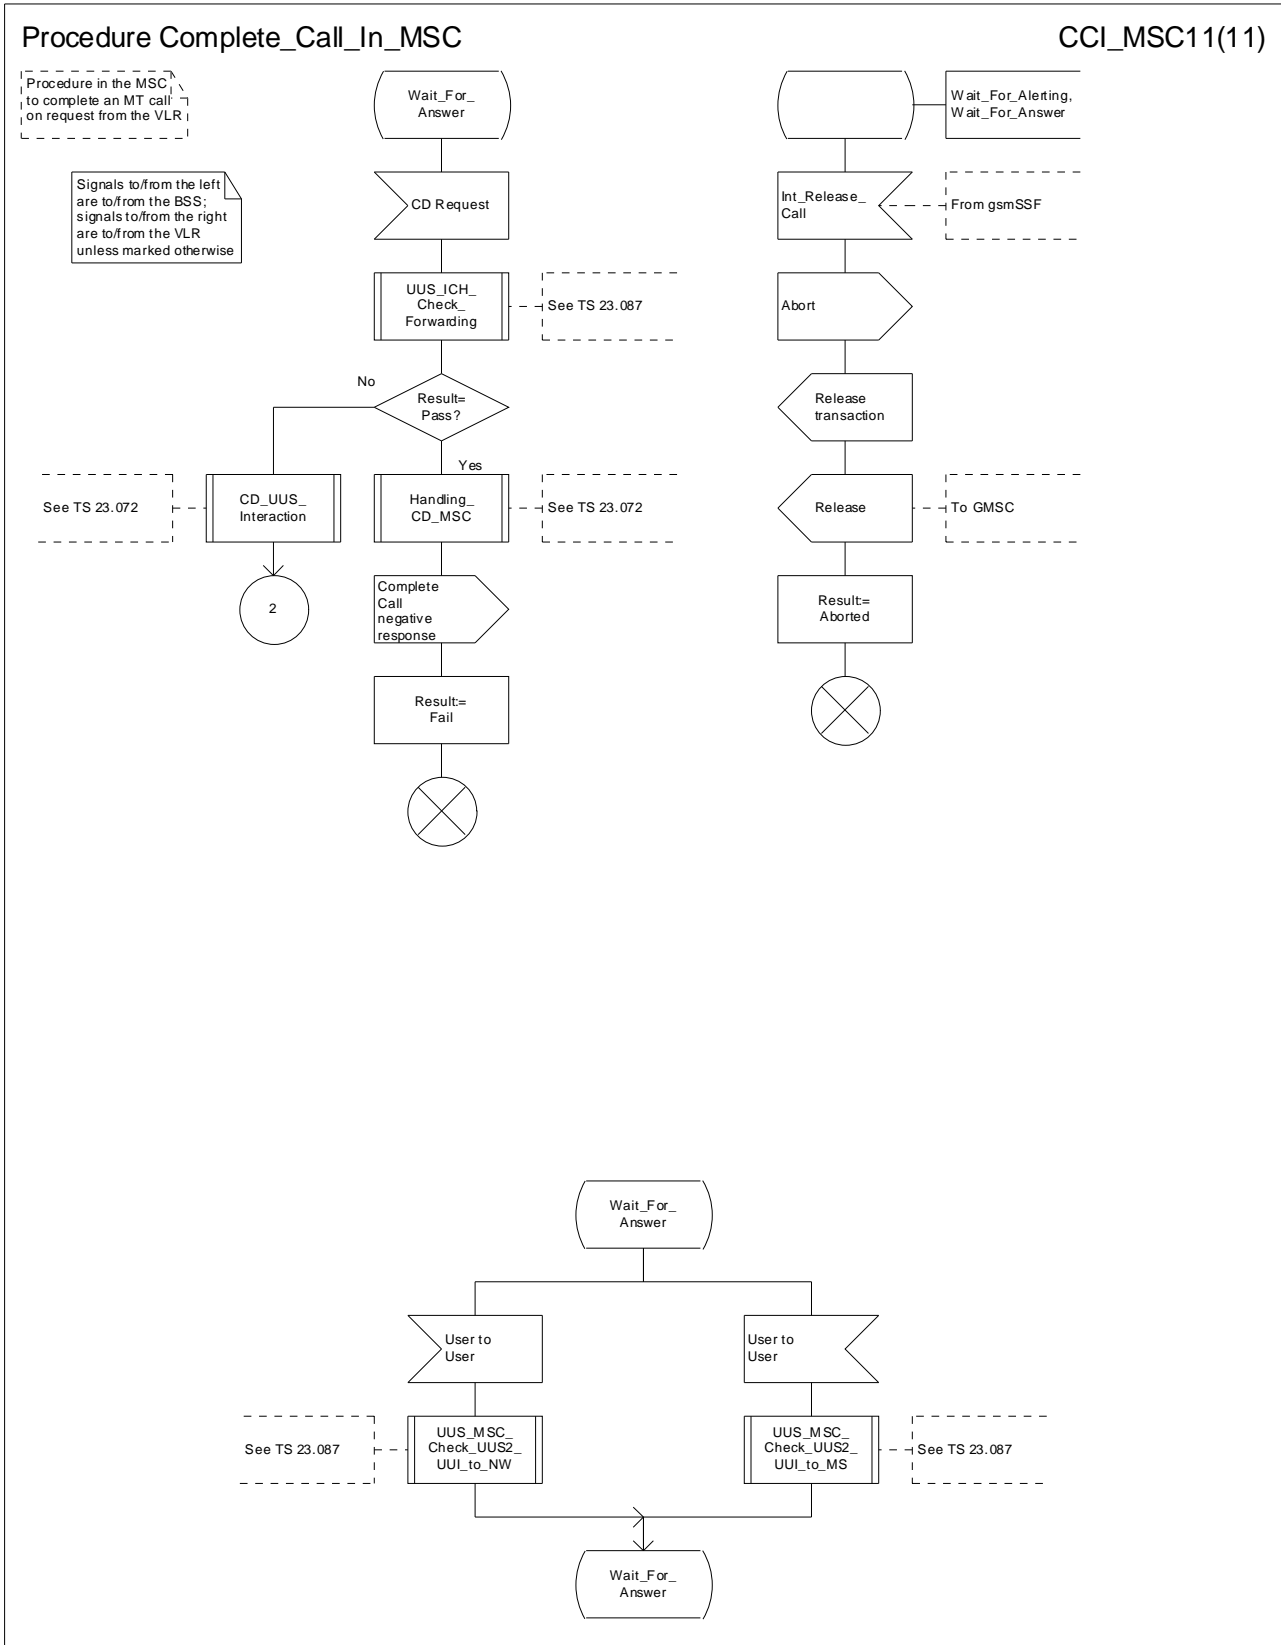 Procedure Complete_Call_In_MSC
CCI_MSC11(11)
Procedure in the MSC
to complete an MT call
on request from the VLR
Signals to/from the left
are to/from the BSS;
signals to/from the right
are to/from the VLR
unless marked otherwise
Wait_For_
Answer
CD Request
UUS_ICH_
Check_
Forwarding
See TS 23.087
No
Result=
Pass?
Yes
See TS 23.072
CD_UUS_
Interaction
Handling_
CD_MSC
See TS 23.072
2
Complete
Call
negative
response
Result:=
Fail
Wait_For_Alerting,
Wait_For_Answer
Int_Release_
Call
From gsmSSF
Abort
Release
transaction
Release
To GMSC
Result:=
Aborted
Wait_For_
Answer
User to
User
User to
User
See TS 23.087
UUS_MSC_
Check_UUS2_
UUI_to_NW
UUS_MSC_
Check_UUS2_
UUI_to_MS
See TS 23.087
Wait_For_
Answer